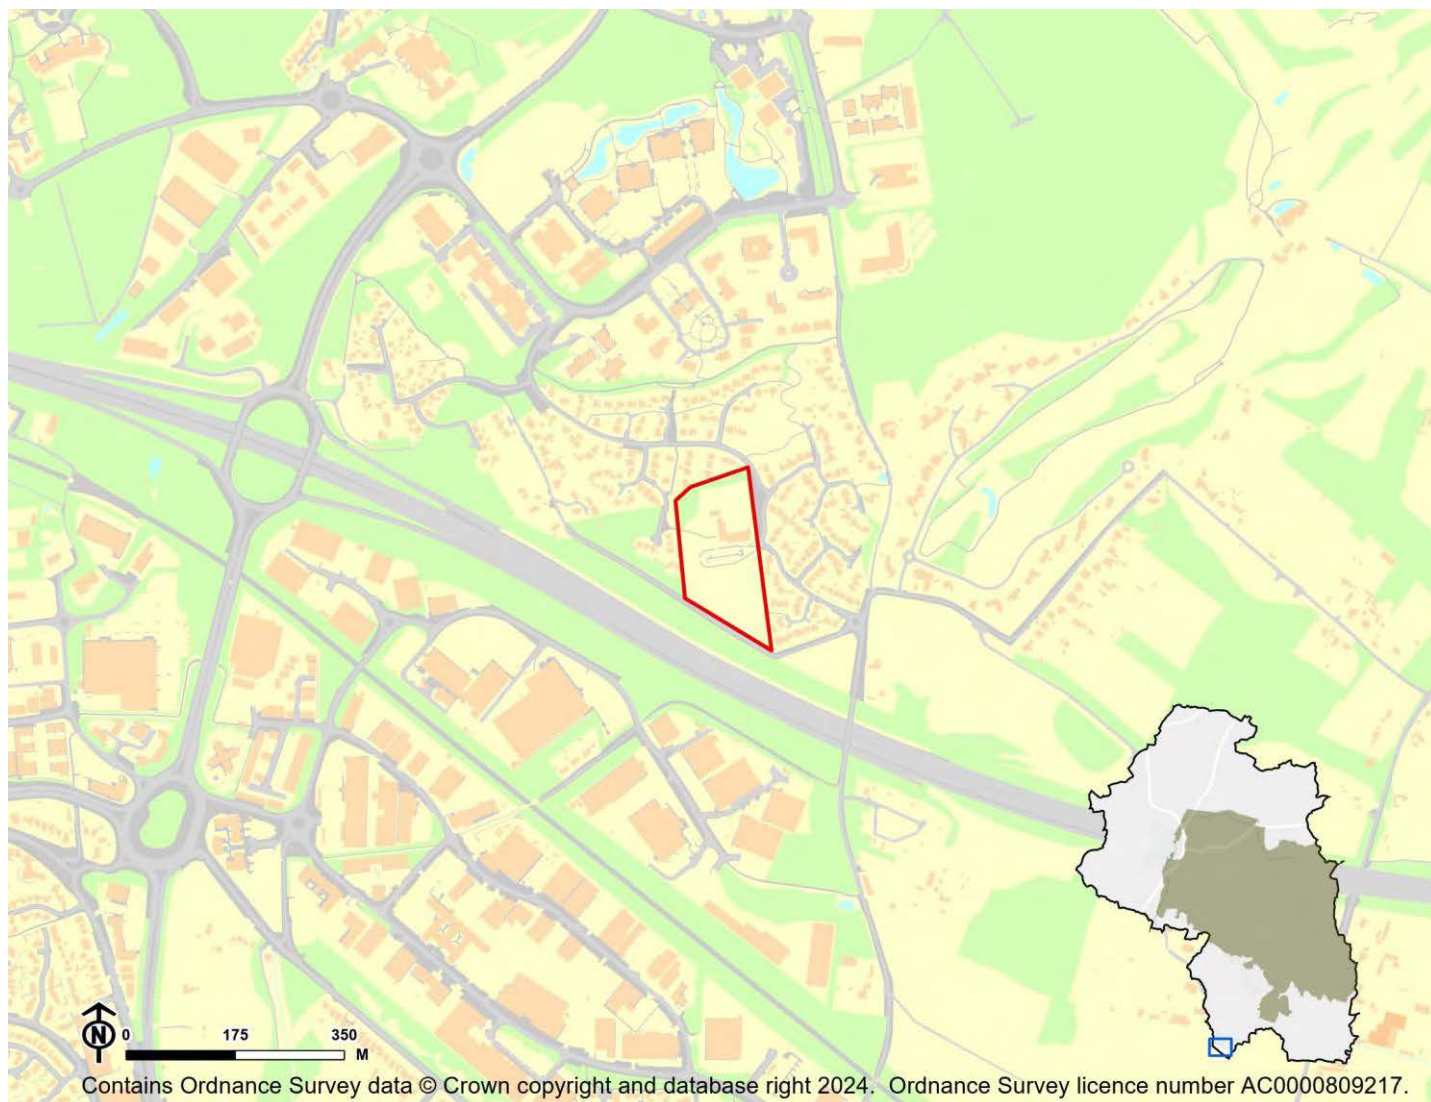 N
0 175 350
M
Contains Ordnance Survey data © Crown copyright and database right 2024. Ordnance Survey licence number AC0000809217.